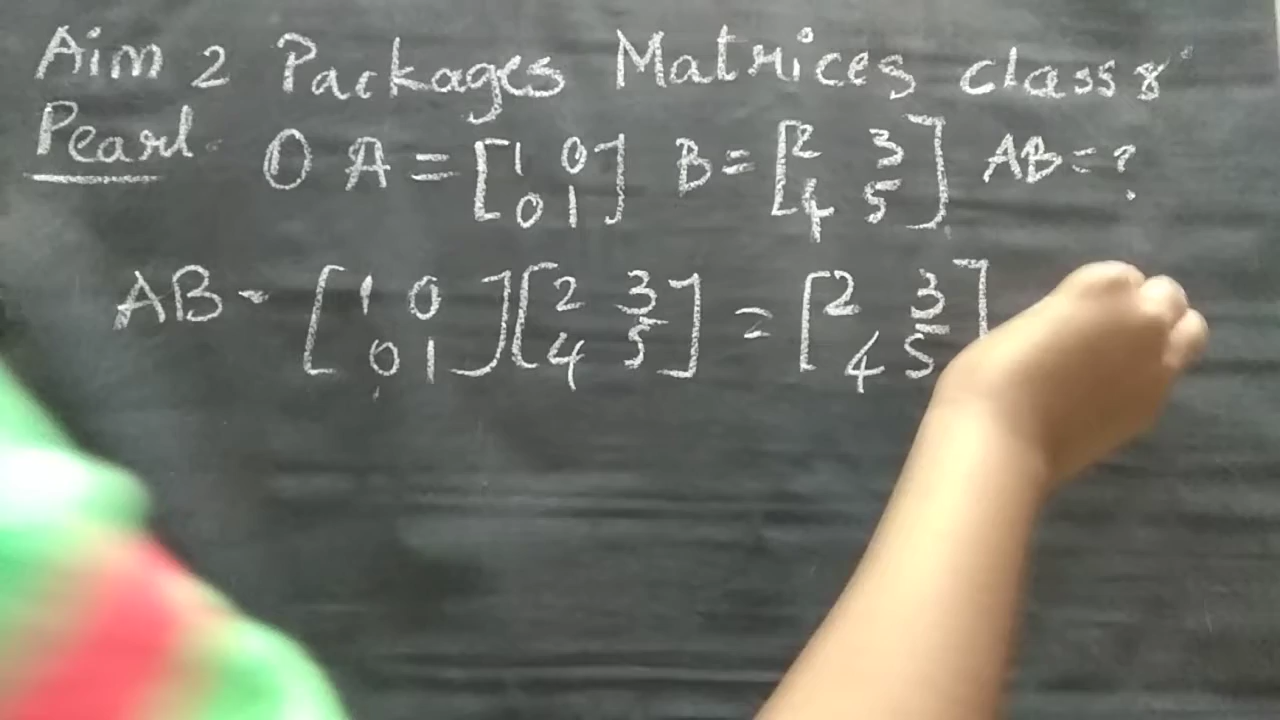 Aim 2 Packages Matrices class 8
Pearl. O A = [1 0 B = [2 3 AB = ?
0 1] 4 5]
AB - [1 0 [2 3 = [2 3
0 1] 4 5] 4 5]